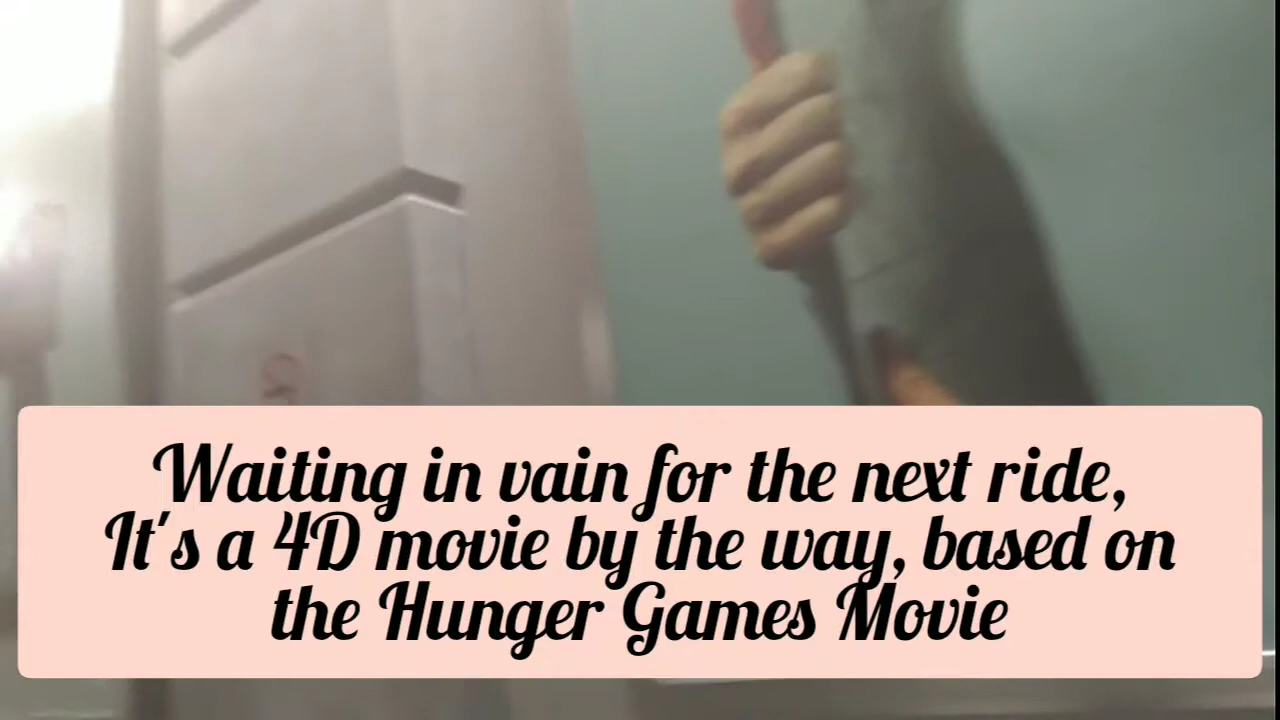 Waiting in vain for the next ride,
It's a 4D movie by the way, based on
the Hunger Games Movie